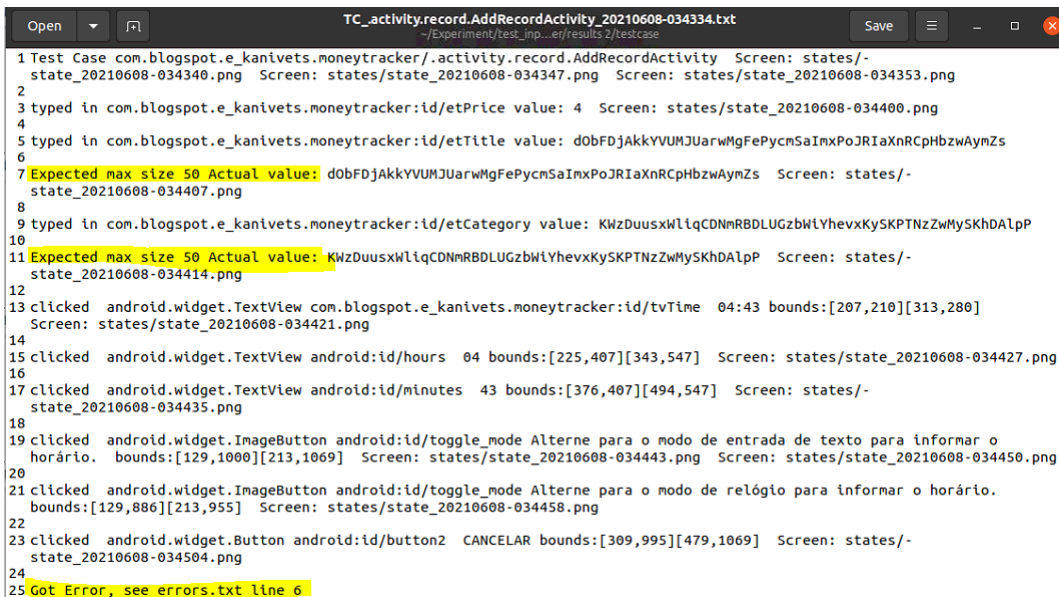 Open
TC_.activity.record.AddRecordActivity_20210608-034334.txt
~/Experiment/test_inp...er/results 2/testcase
Save
1 Test Case com.blogspot.e_kanivets.moneytracker/.activity.record.AddRecordActivity Screen: states/-
state_20210608-034340.png Screen: states/state_20210608-034347.png Screen: states/state_20210608-034353.png
2
3 typed in com.blogspot.e_kanivets.moneytracker:id/etPrice value: 4 Screen: states/state_20210608-034400.png
4
5 typed in com.blogspot.e_kanivets.moneytracker:id/etTitle value: dObFDjAkkYVUMJUarwMgFePycmSaImxPoJRIaXnRCpHbzwAymZs
6
7 Expected max size 50 Actual value: dObFDjAkkYVUMJUarwMgFePycmSaImxPoJRIaXnRCpHbzwAymZs Screen: states/-
state_20210608-034407.png
8
9 typed in com.blogspot.e_kanivets.moneytracker:id/etCategory value: KWzDuusxWliqCDNmRBDLUGzbWiYhevxKySKPTNzZwMySKhDAlpP
10
11 Expected max size 50 Actual value: KWzDuusxWliqCDNmRBDLUGzbWiYhevxKySKPTNzZwMySKhDAlpP Screen: states/-
state_20210608-034414.png
12
13 clicked android.widget.TextView com.blogspot.e_kanivets.moneytracker:id/tvTime 04:43 bounds:[207,210][313,280]
Screen: states/state_20210608-034421.png
14
15 clicked android.widget.TextView android:id/hours 04 bounds:[225,407][343,547] Screen: states/state_20210608-034427.png
16
17 clicked android.widget.TextView android:id/minutes 43 bounds:[376,407][494,547] Screen: states/-
state_20210608-034435.png
18
19 clicked android.widget.ImageButton android:id/toggle_mode Alterne para o modo de entrada de texto para informar o
horário. bounds:[129,1000][213,1069] Screen: states/state_20210608-034443.png Screen: states/state_20210608-034450.png
20
21 clicked android.widget.ImageButton android:id/toggle_mode Alterne para o modo de relógio para informar o horário.
bounds:[129,886][213,955] Screen: states/state_20210608-034458.png
22
23 clicked android.widget.Button android:id/button2 CANCELAR bounds:[309,995][479,1069] Screen: states/-
state_20210608-034504.png
24
25 Got Error, see errors.txt line 6